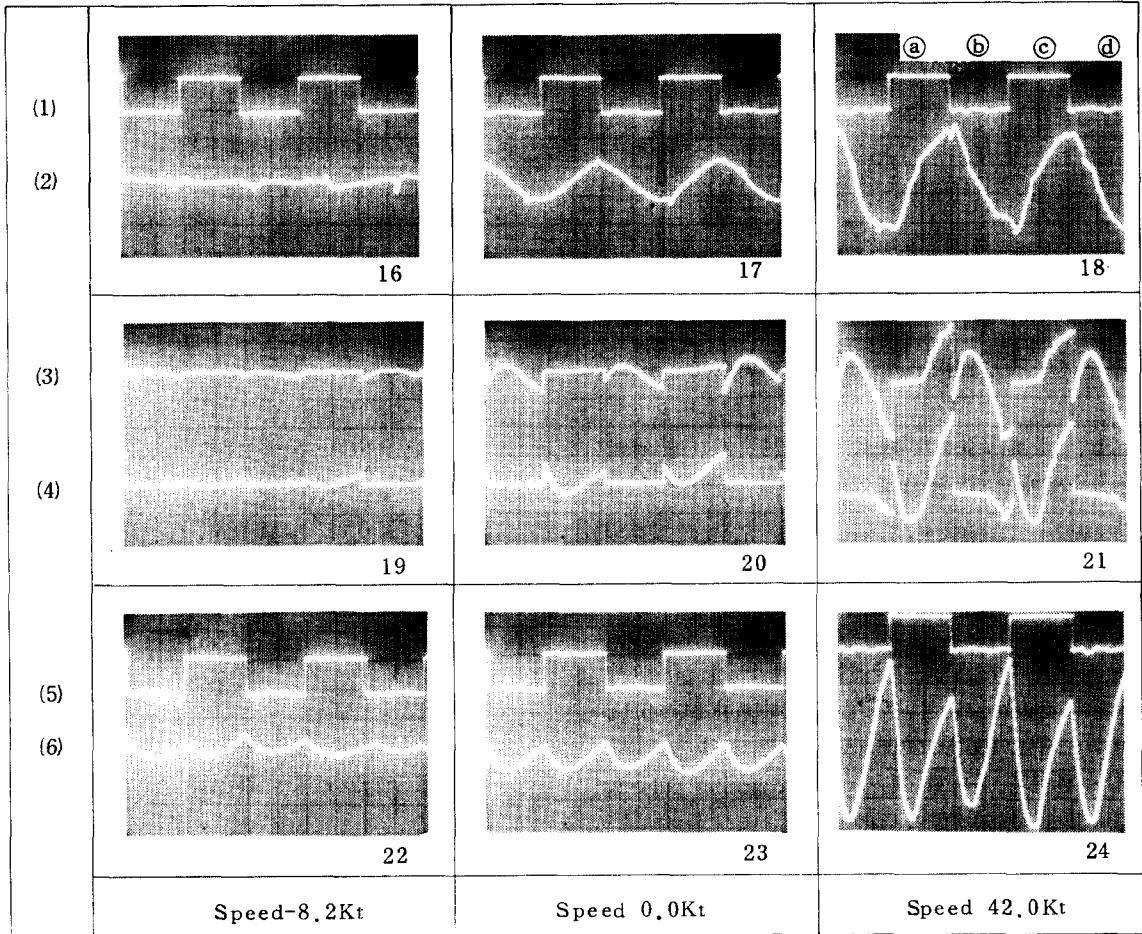 ⓐ ⓑ ⓒ ⓓ
(1)
(2)
16 17 18
(3)
(4)
19 20 21
(5)
(6)
22 23 24
Speed-8.2Kt Speed 0.0Kt Speed 42.0Kt